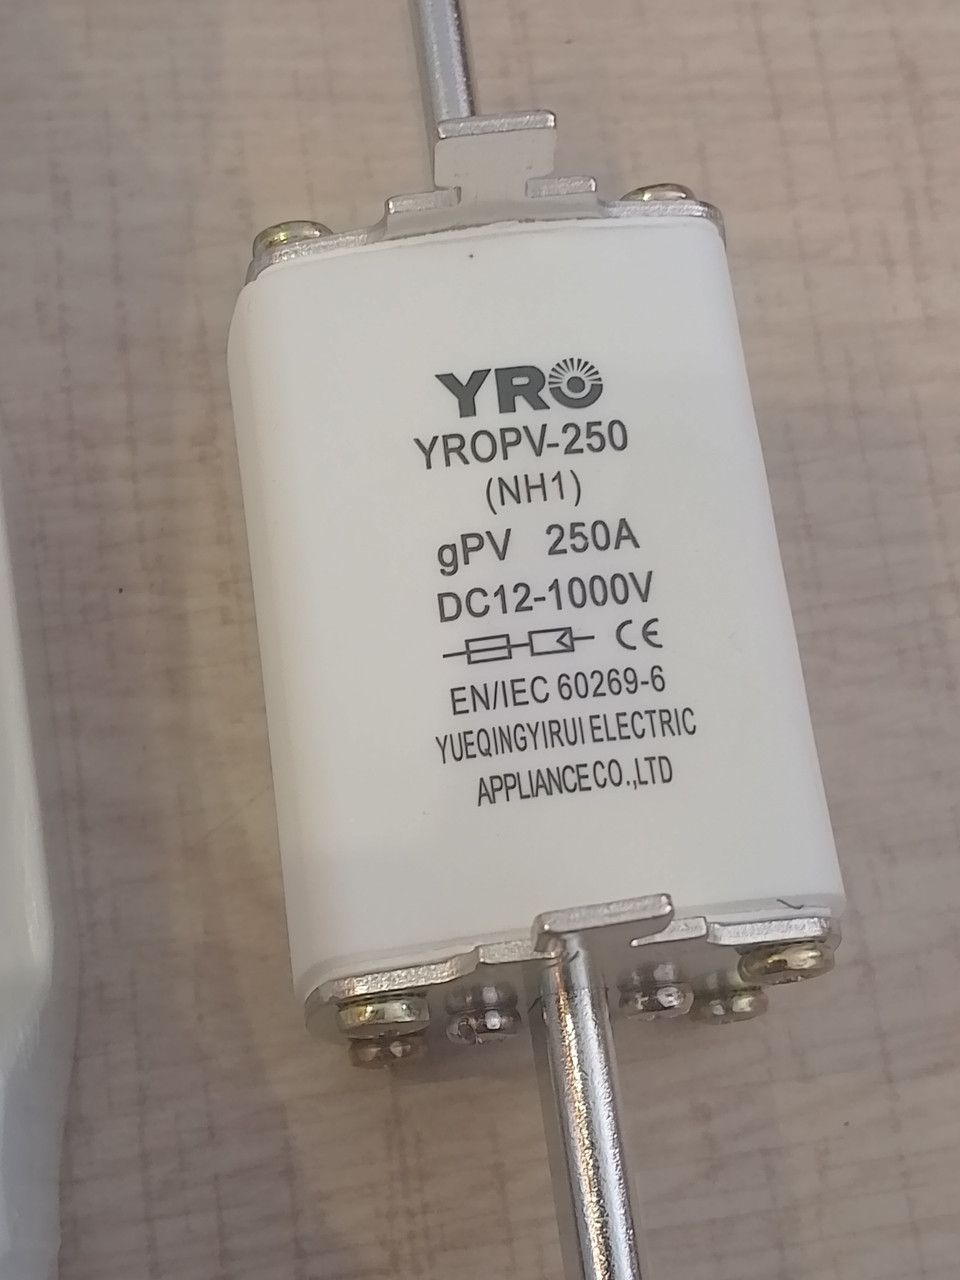 YRO
YROPV-250
(NH1)
gPV 250A
DC12-1000V
CE
EN/IEC 60269-6
YUEQINGYIRUI ELECTRIC
APPLIANCE CO.,LTD